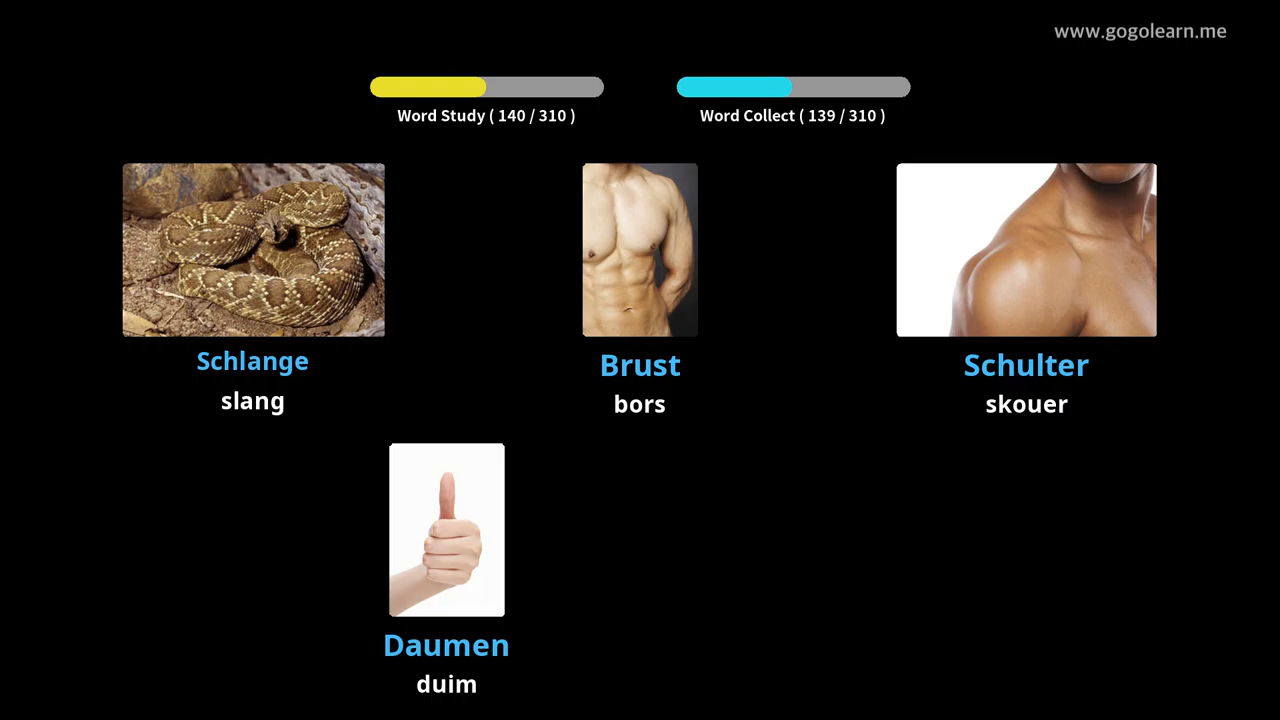 www.gogolearn.me
Word Study ( 140 / 310 )
Word Collect ( 139 / 310 )
Schlange
slang
Brust
bors
Schulter
skouer
Daumen
duim